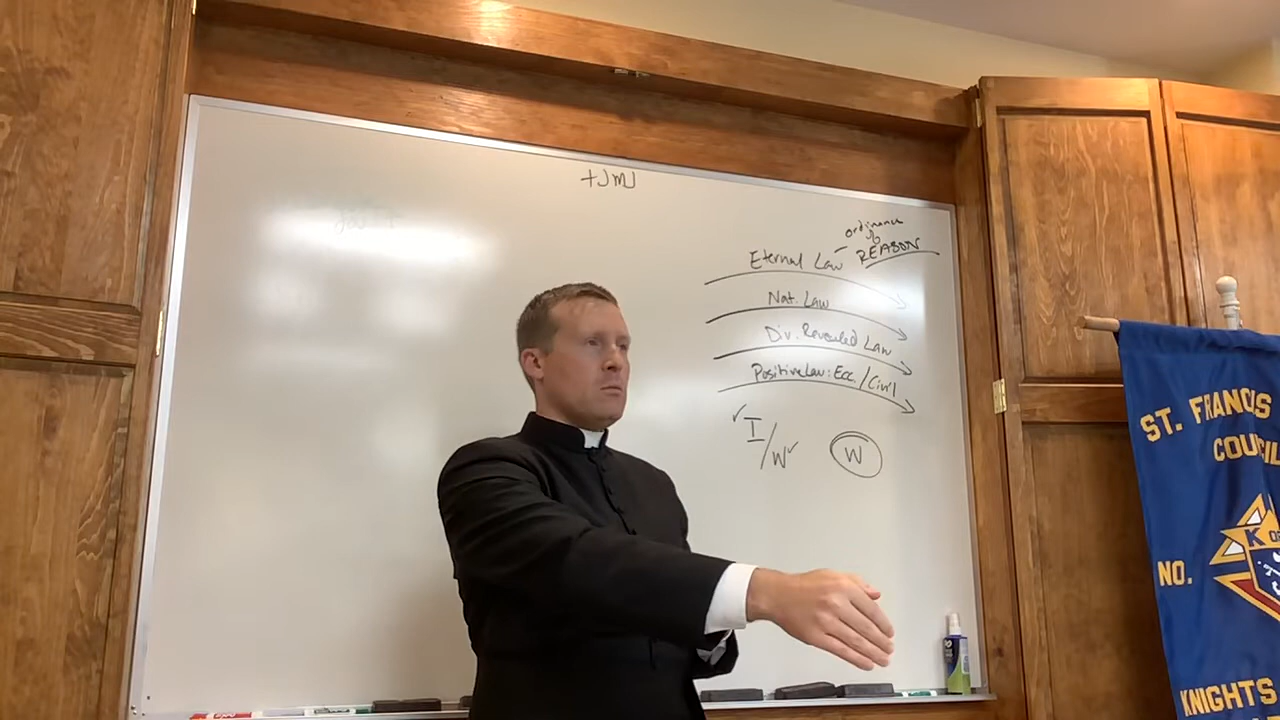 +JMJ
ordinance
of
Eternal Law - REASON
Nat. Law
Div. Revealed Law
Positive Law: Ecc. / Civil
I / W
W
ST. FRANCIS
COUNCIL
K OF
NO.
KNIGHTS